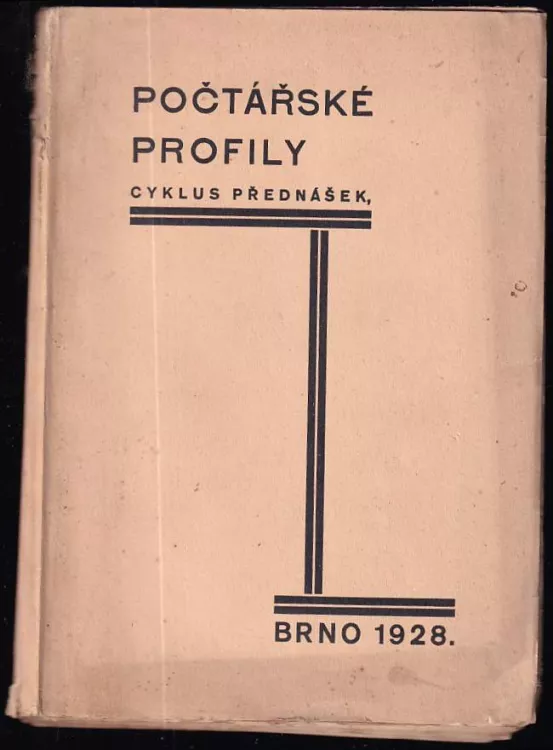 POČTÁŘSKÉ
PROFILY
CYKLUS PŘEDNÁŠEK,
BRNO 1928.